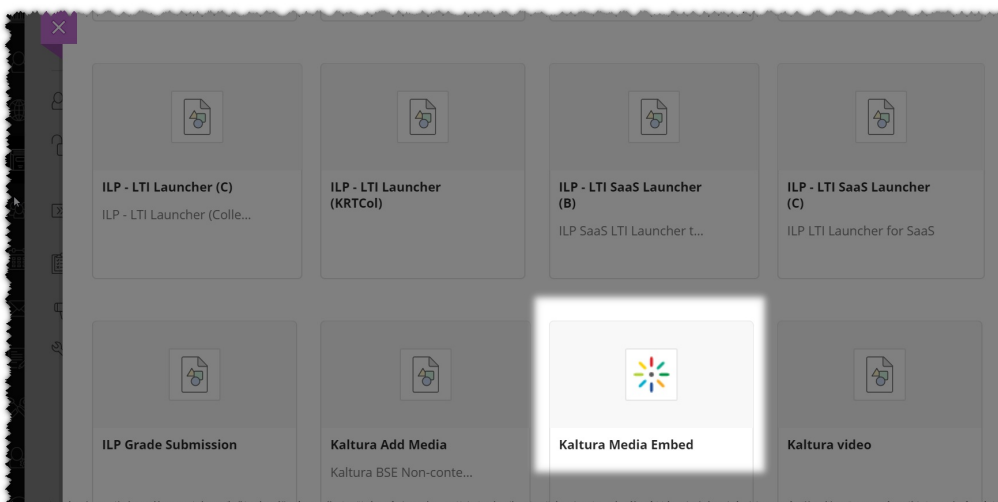 ILP - LTI Launcher (C)
ILP - LTI Launcher (Colle...
ILP - LTI Launcher
(KRTCol)
ILP - LTI SaaS Launcher
(B)
ILP SaaS LTI Launcher t...
ILP - LTI SaaS Launcher
(C)
ILP LTI Launcher for SaaS
ILP Grade Submission
Kaltura Add Media
Kaltura BSE Non-conte...
Kaltura Media Embed
Kaltura video